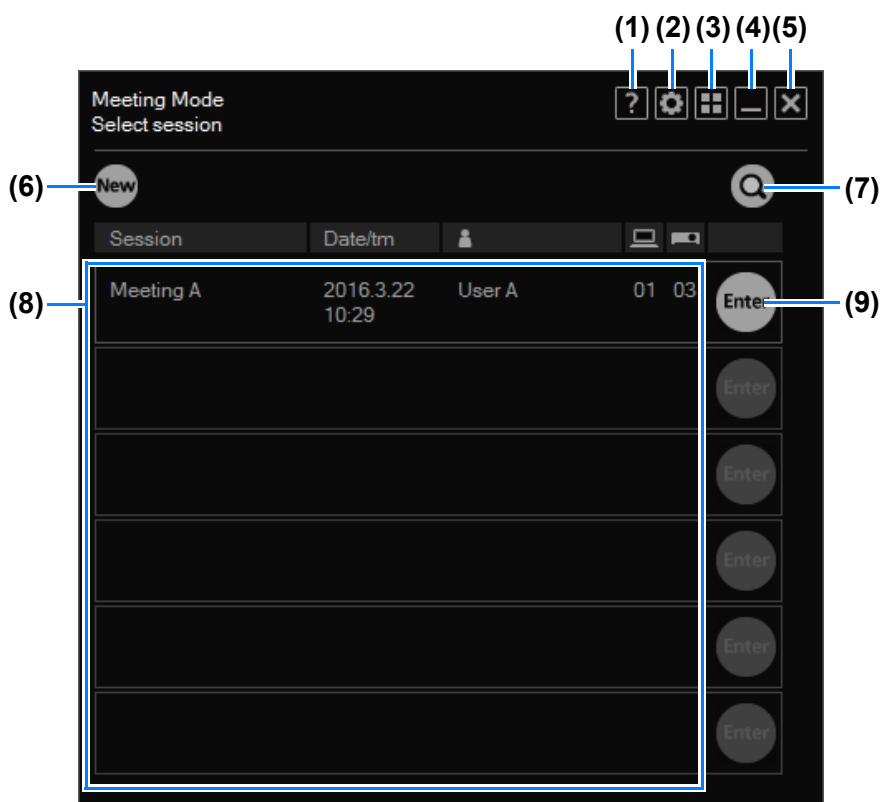 (1) (2) (3) (4) (5)
Meeting Mode
Select session
?
(6) New (7)
Session Date/tm
(8) Meeting A 2016.3.22 User A 01 03 Enter (9)
10:29
Enter
Enter
Enter
Enter
Enter